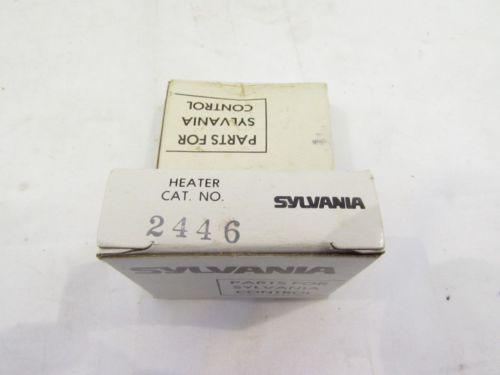 PARTS FOR
SYLVANIA
CONTROL
HEATER
CAT. NO.
SYLVANIA
2446
SYLVANIA
PARTS FOR
SYLVANIA
CONTROL